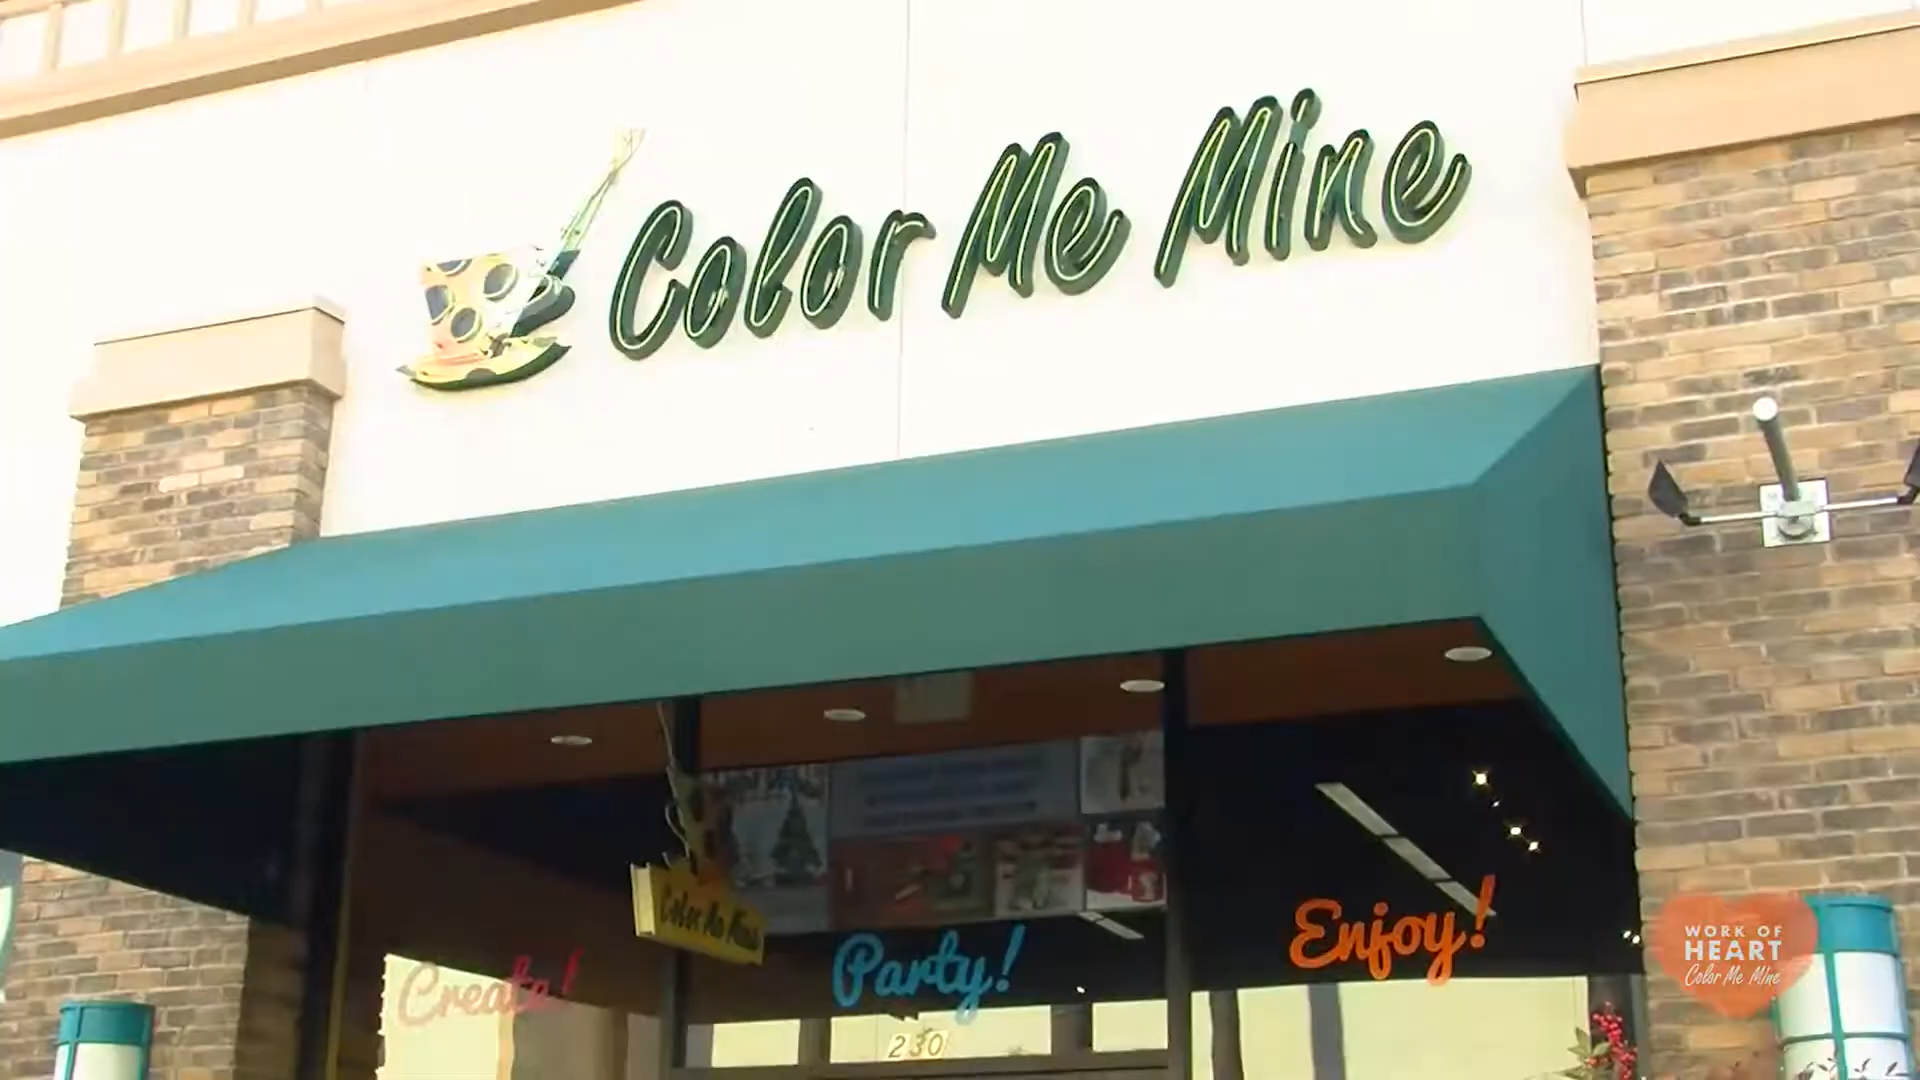 Color Me Mine
Color Me Mine
Create!
Party!
Enjoy!
230
WORK OF
HEART
Color Me Mine